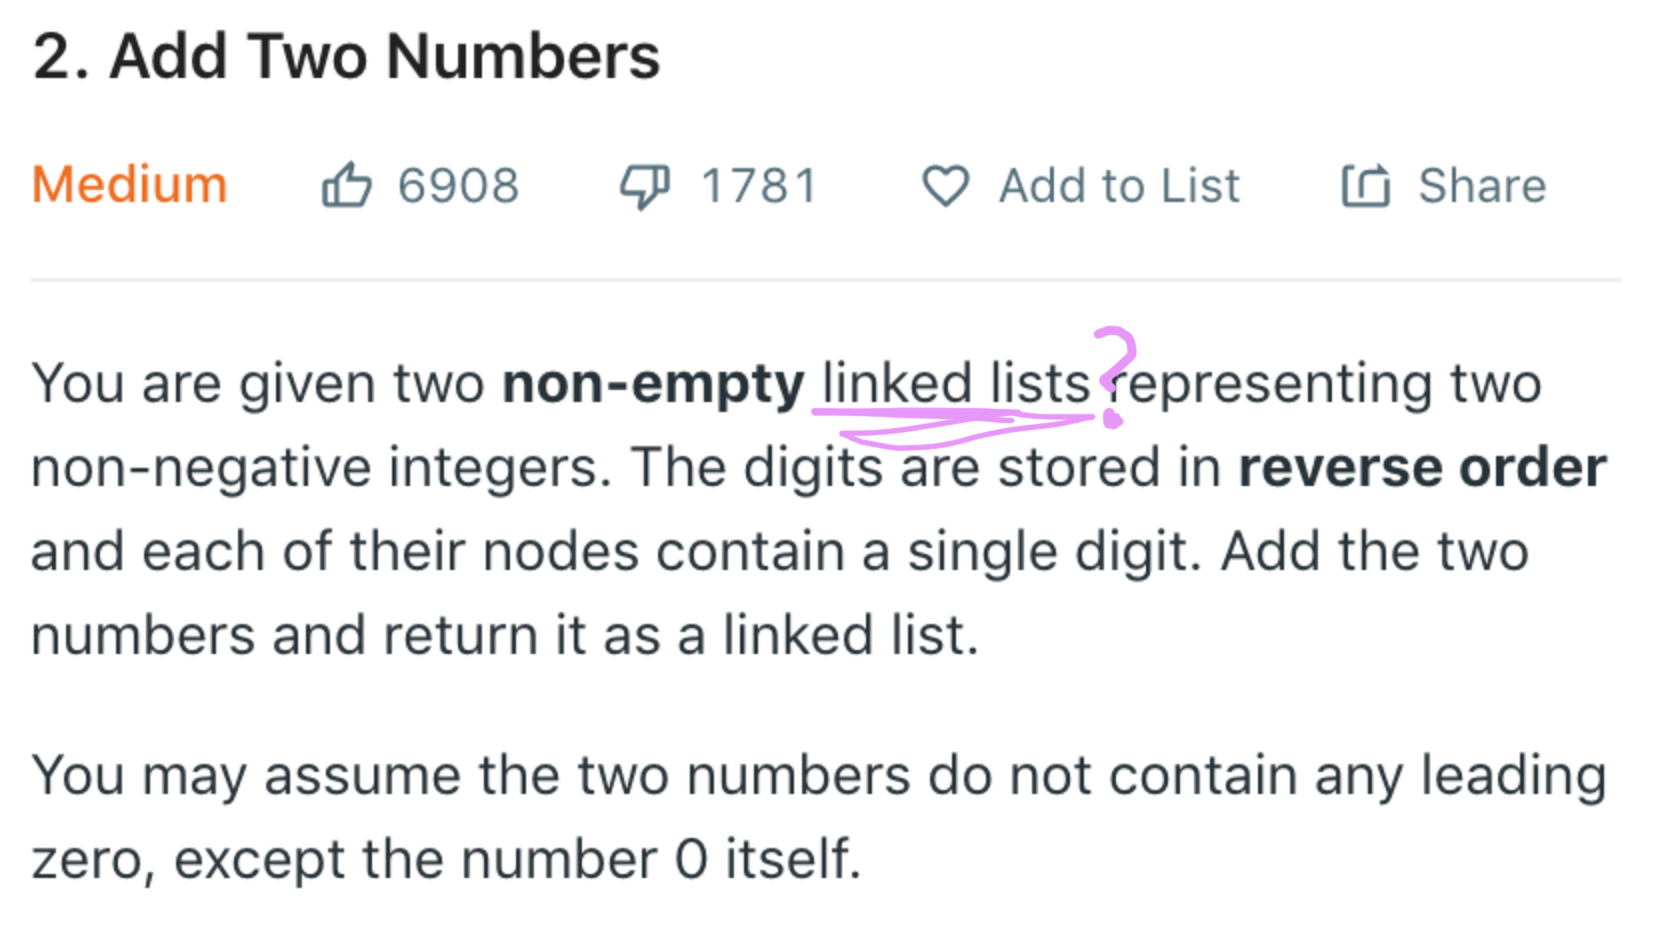 2. Add Two Numbers
Medium 6908 1781 Add to List Share
You are given two non-empty linked lists? representing two
non-negative integers. The digits are stored in reverse order
and each of their nodes contain a single digit. Add the two
numbers and return it as a linked list.
You may assume the two numbers do not contain any leading
zero, except the number 0 itself.